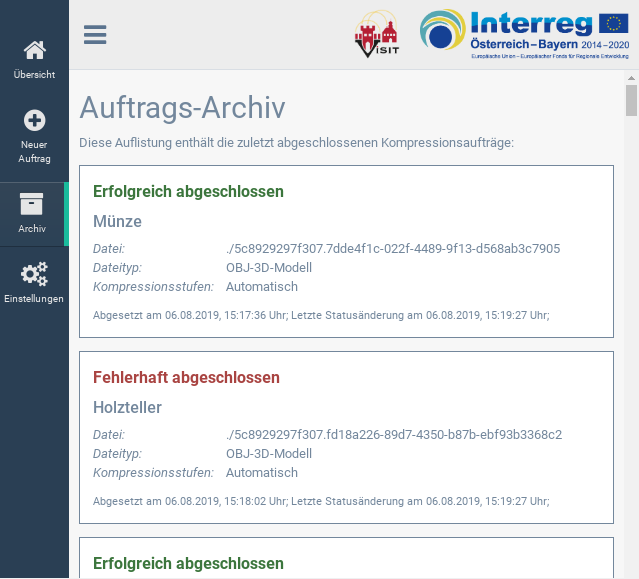 Übersicht
Neuer
Auftrag
Archiv
Einstellungen
VISIT
Interreg
Österreich–Bayern 2014–2020
Europäische Union – Europäischer Fonds für Regionale Entwicklung
Auftrags-Archiv
Diese Auflistung enthält die zuletzt abgeschlossenen Kompressionsaufträge:
Erfolgreich abgeschlossen
Münze
Datei: ./5c8929297f307.7dde4f1c-022f-4489-9f13-d568ab3c7905
Dateityp: OBJ-3D-Modell
Kompressionsstufen: Automatisch
Abgesetzt am 06.08.2019, 15:17:36 Uhr; Letzte Statusänderung am 06.08.2019, 15:19:27 Uhr;
Fehlerhaft abgeschlossen
Holzteller
Datei: ./5c8929297f307.fd18a226-89d7-4350-b87b-ebf93b3368c2
Dateityp: OBJ-3D-Modell
Kompressionsstufen: Automatisch
Abgesetzt am 06.08.2019, 15:18:02 Uhr; Letzte Statusänderung am 06.08.2019, 15:19:27 Uhr;
Erfolgreich abgeschlossen